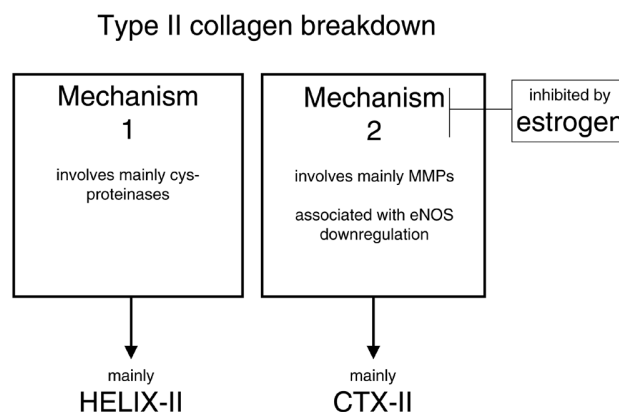 Type II collagen breakdown
Mechanism
1
involves mainly cys-
proteinases
Mechanism
2
involves mainly MMPs
associated with eNOS
downregulation
inhibited by
estrogen
mainly
HELIX-II
mainly
CTX-II